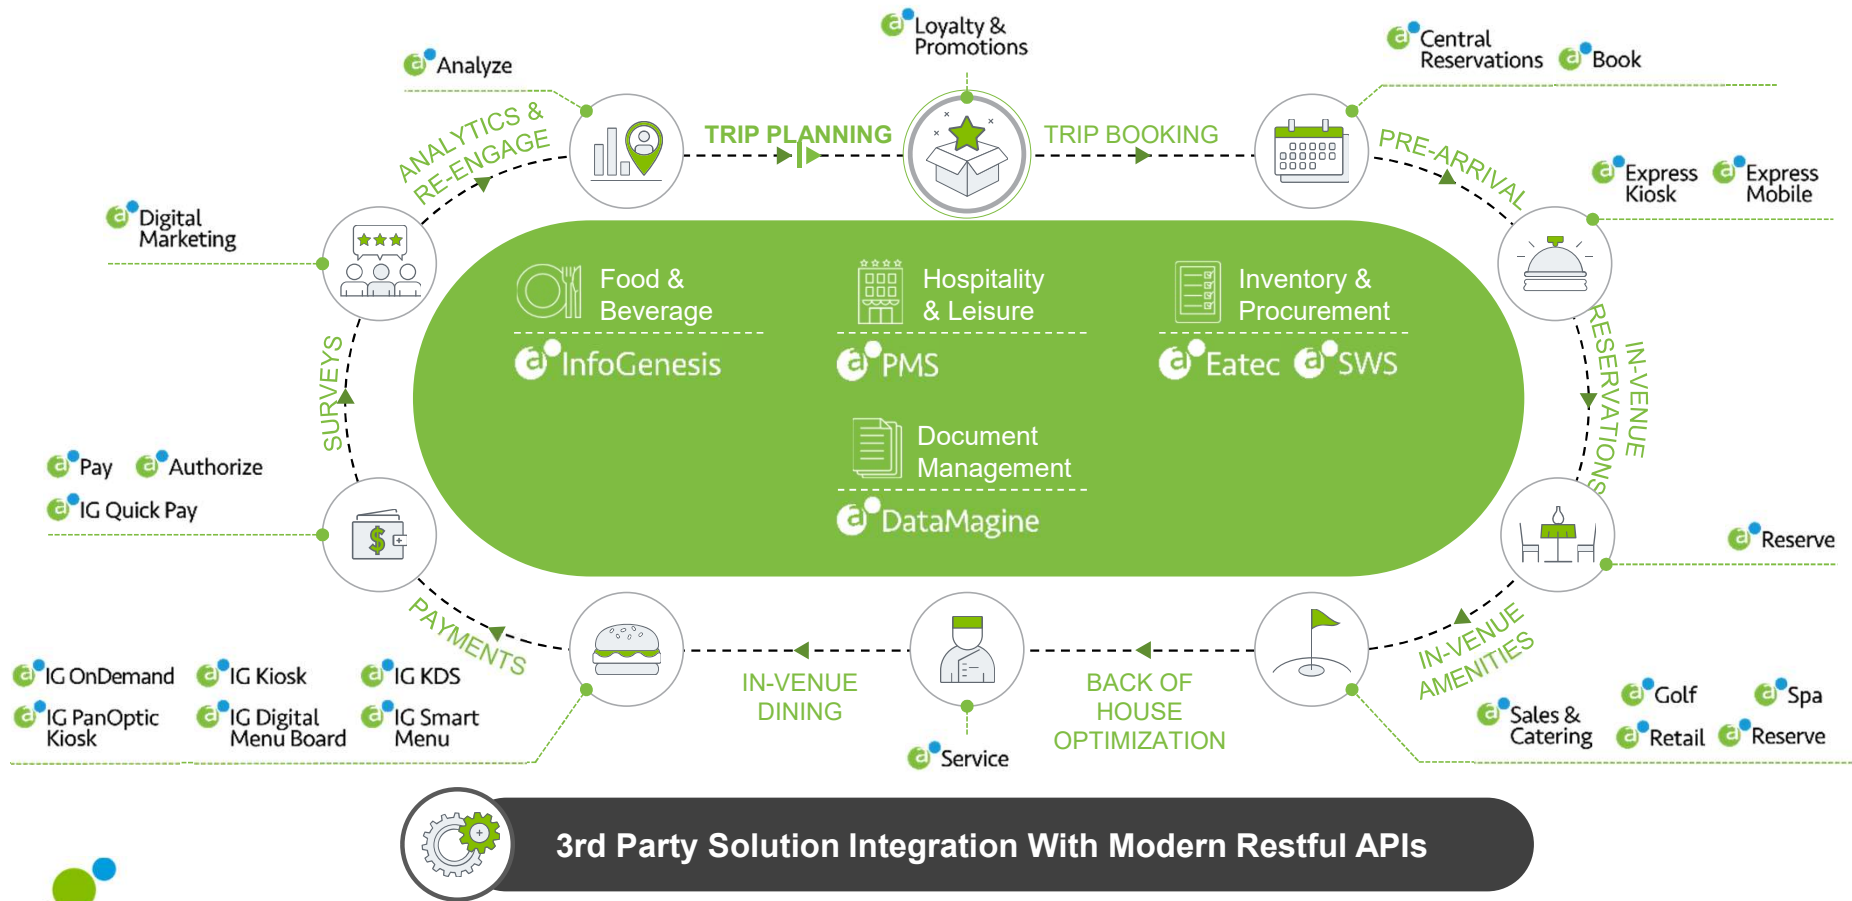 Loyalty &
Promotions
Central
Reservations
Book
Analyze
TRIP PLANNING
TRIP BOOKING
PRE-ARRIVAL
ANALYTICS &
RE-ENGAGE
Express
Kiosk
Express
Mobile
Digital
Marketing
Food &
Beverage
InfoGenesis
Hospitality
& Leisure
PMS
Inventory &
Procurement
Eatec
SWS
IN-VENUE
RESERVATIONS
SURVEYS
Document
Management
DataMagine
Pay
Authorize
IG Quick Pay
Reserve
PAYMENTS
IN-VENUE
AMENITIES
IG OnDemand
IG Kiosk
IG KDS
IG PanOptic
Kiosk
IG Digital
Menu Board
IG Smart
Menu
IN-VENUE
DINING
BACK OF
HOUSE
OPTIMIZATION
Service
Sales &
Catering
Golf
Spa
Retail
Reserve
3rd Party Solution Integration With Modern Restful APIs